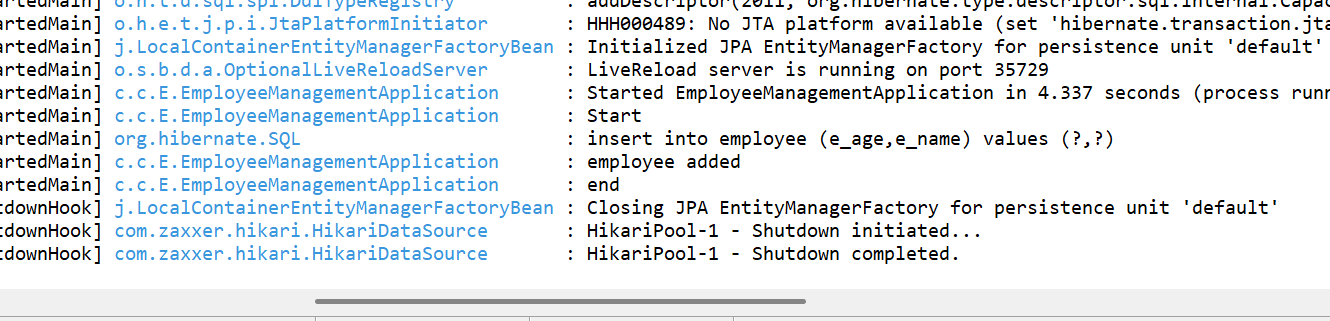 artedMain] o.h.t.d.sql.spi.DdlTypeRegistry : addDescriptor(2011, org.hibernate.type.descriptor.sql.internal.Capac
artedMain] o.h.e.t.j.p.i.JtaPlatformInitiator : HHH000489: No JTA platform available (set 'hibernate.transaction.jta
artedMain] j.LocalContainerEntityManagerFactoryBean : Initialized JPA EntityManagerFactory for persistence unit 'default'
artedMain] o.s.b.d.a.OptionalLiveReloadServer : LiveReload server is running on port 35729
artedMain] c.c.E.EmployeeManagementApplication : Started EmployeeManagementApplication in 4.337 seconds (process runn
artedMain] c.c.E.EmployeeManagementApplication : Start
artedMain] org.hibernate.SQL : insert into employee (e_age,e_name) values (?,?)
artedMain] c.c.E.EmployeeManagementApplication : employee added
artedMain] c.c.E.EmployeeManagementApplication : end
tdownHook] j.LocalContainerEntityManagerFactoryBean : Closing JPA EntityManagerFactory for persistence unit 'default'
tdownHook] com.zaxxer.hikari.HikariDataSource : HikariPool-1 - Shutdown initiated...
tdownHook] com.zaxxer.hikari.HikariDataSource : HikariPool-1 - Shutdown completed.